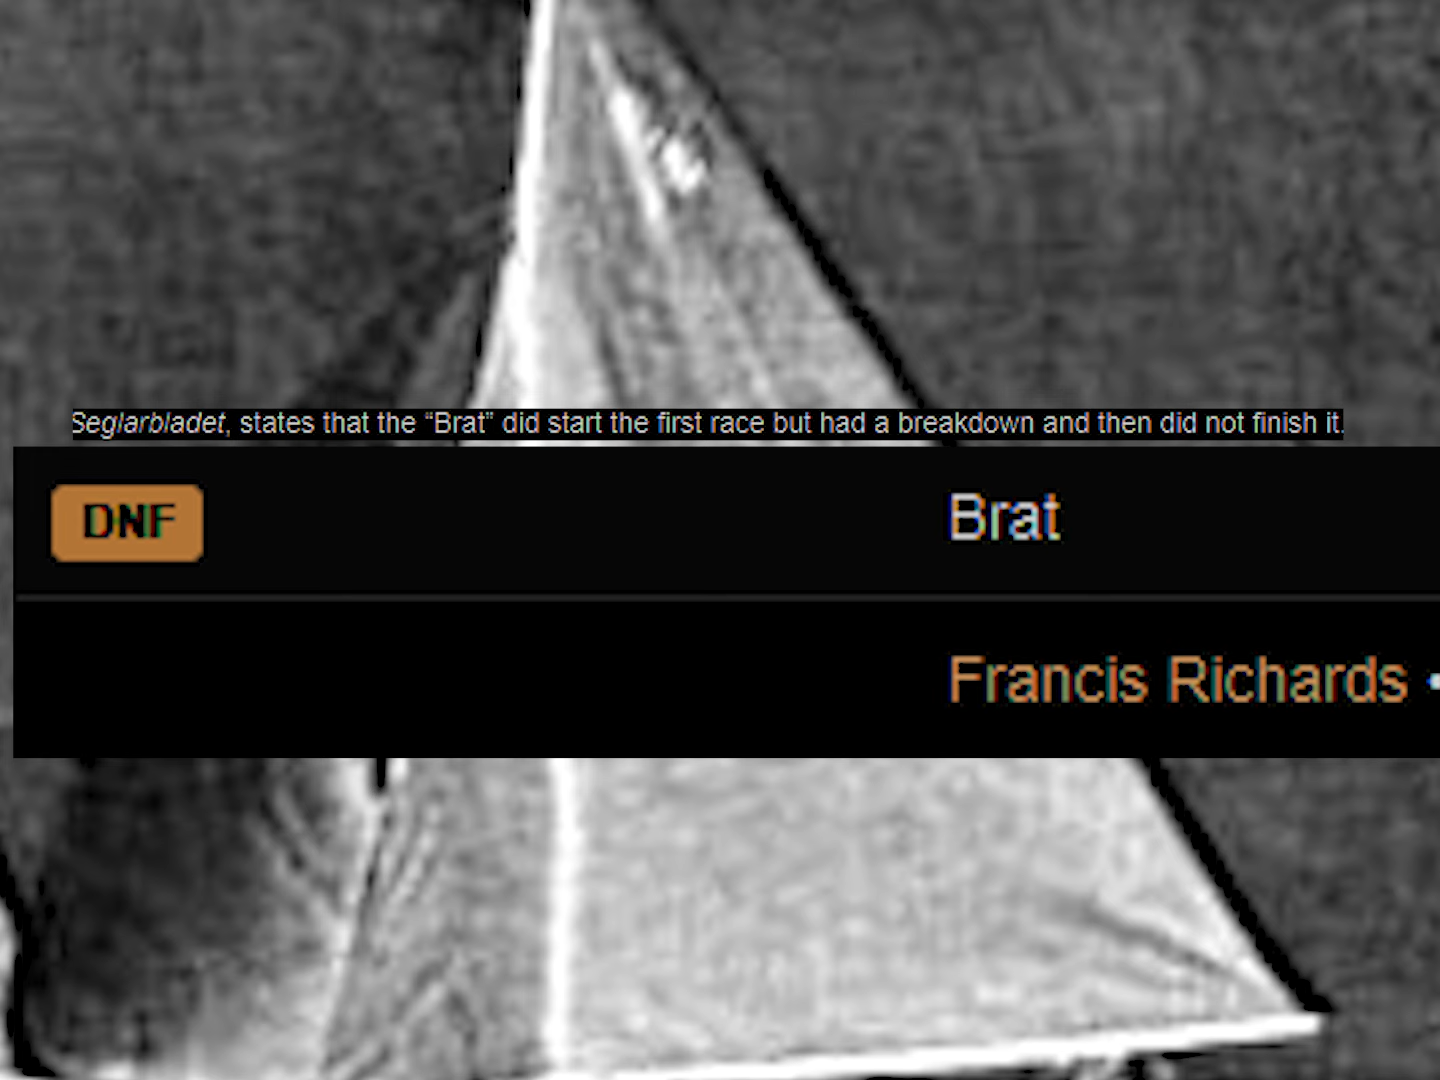 Seglarbladet, states that the “Brat” did start the first race but had a breakdown and then did not finish it.
DNF Brat
Francis Richards •